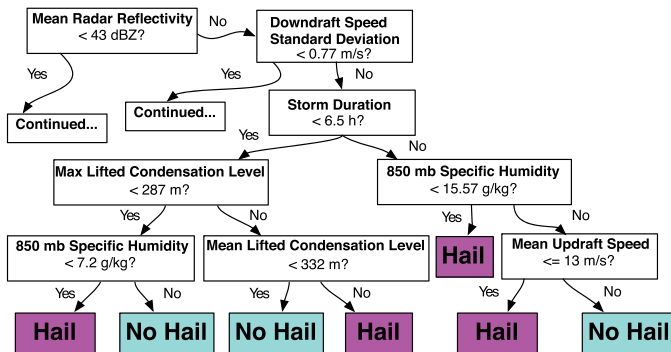 Mean Radar Reflectivity
< 43 dBZ?
No
Downdraft Speed
Standard Deviation
< 0.77 m/s?
Yes
Yes
No
Continued...
Continued...
Storm Duration
< 6.5 h?
Yes
No
Max Lifted Condensation Level
< 287 m?
850 mb Specific Humidity
< 15.57 g/kg?
Yes
No
Yes
No
850 mb Specific Humidity
< 7.2 g/kg?
Mean Lifted Condensation Level
< 332 m?
Hail
Mean Updraft Speed
<= 13 m/s?
Yes
No
Yes
No
Yes
No
Hail
No Hail
No Hail
Hail
Hail
No Hail